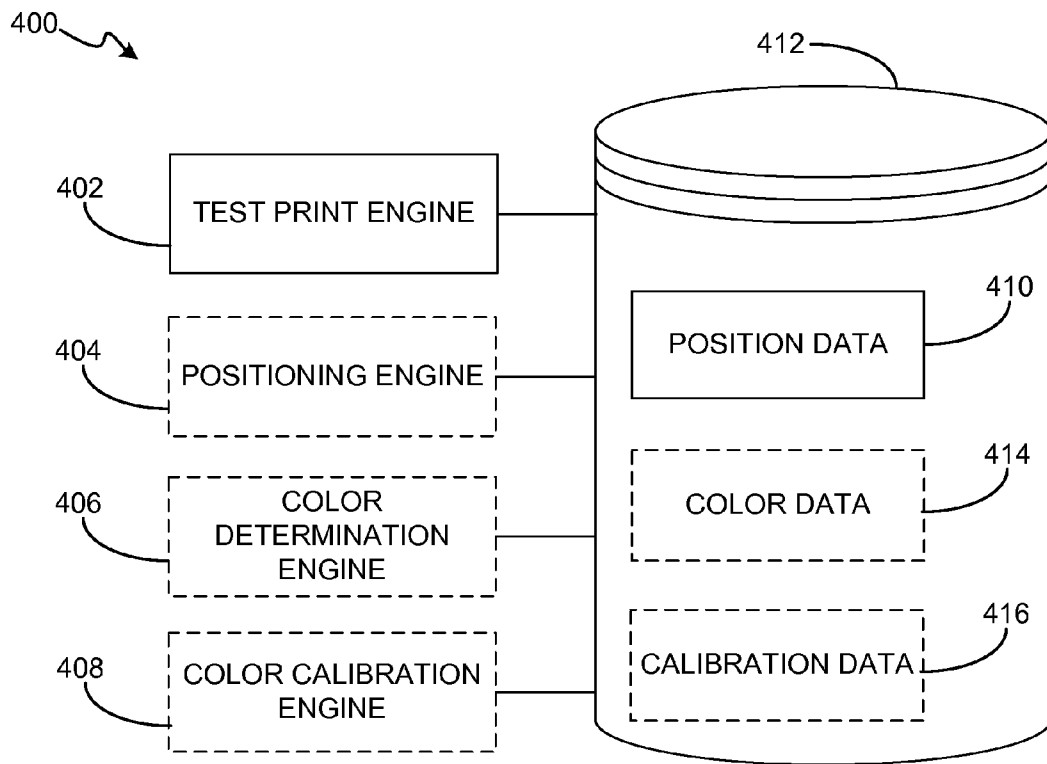 400
412
402
TEST PRINT ENGINE
410
POSITION DATA
404
POSITIONING ENGINE
414
COLOR DATA
406
COLOR
DETERMINATION
ENGINE
416
CALIBRATION DATA
408
COLOR CALIBRATION
ENGINE